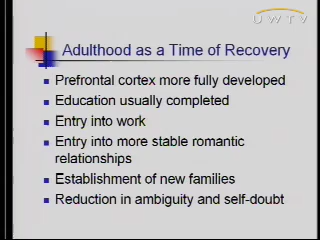 UWTV
Adulthood as a Time of Recovery
Prefrontal cortex more fully developed
Education usually completed
Entry into work
Entry into more stable romantic
relationships
Establishment of new families
Reduction in ambiguity and self-doubt